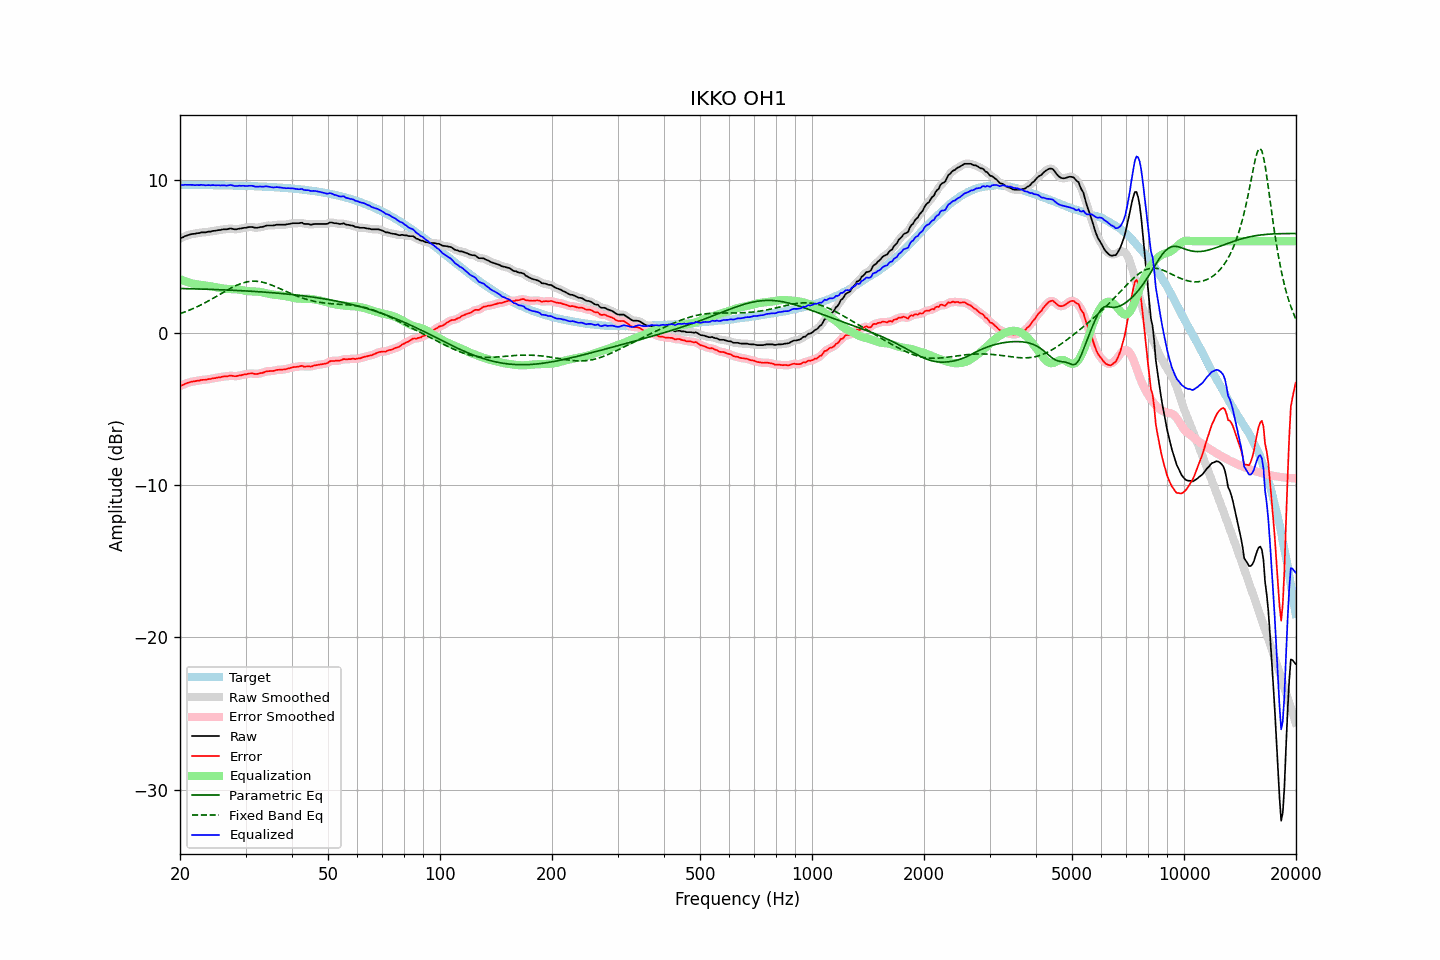 IKKO OH1
Amplitude (dBr)
10
0
−10
−20
−30
Target
Raw Smoothed
Error Smoothed
Raw
Error
Equalization
Parametric Eq
Fixed Band Eq
Equalized
20 50 100 200 500 1000 2000 5000 10000 20000
Frequency (Hz)